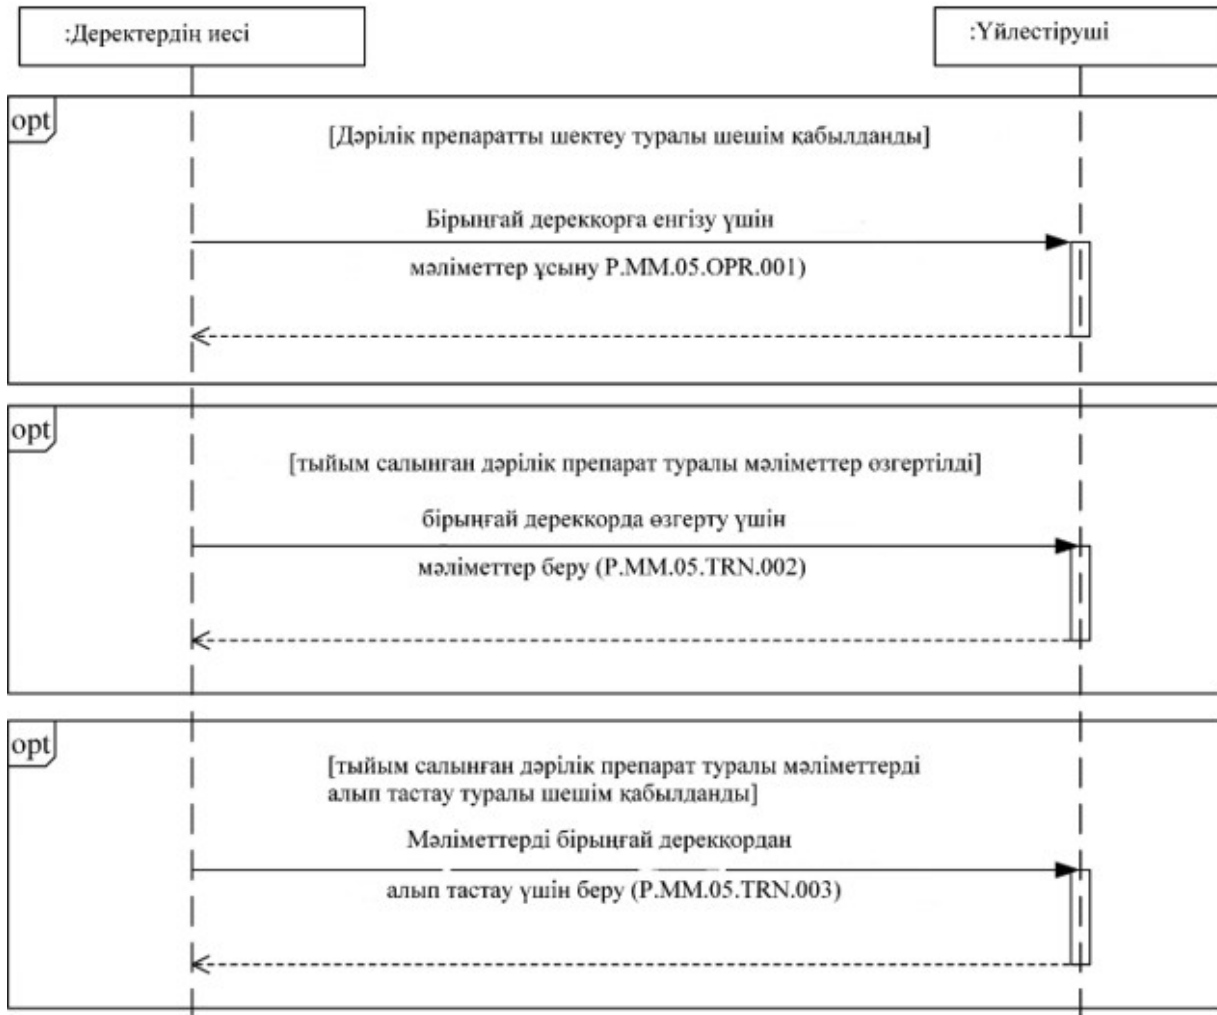 :Деректердің иесі
:Үйлестіруші
opt
[Дәрілік препаратты шектеу туралы шешім қабылданды]
Бірыңғай дерекқорға енгізу үшін
мәліметтер ұсыну P.MM.05.OPR.001)
opt
[тыйым салынған дәрілік препарат туралы мәліметтер өзгертілді]
бірыңғай дереккорда өзгерту үшін
мәліметтер беру (P.MM.05.TRN.002)
opt
[тыйым салынған дәрілік препарат туралы мәліметтерді
алып тастау туралы шешім қабылданды]
Мәліметтерді бірыңғай дерекқордан
алып тастау үшін беру (P.MM.05.TRN.003)